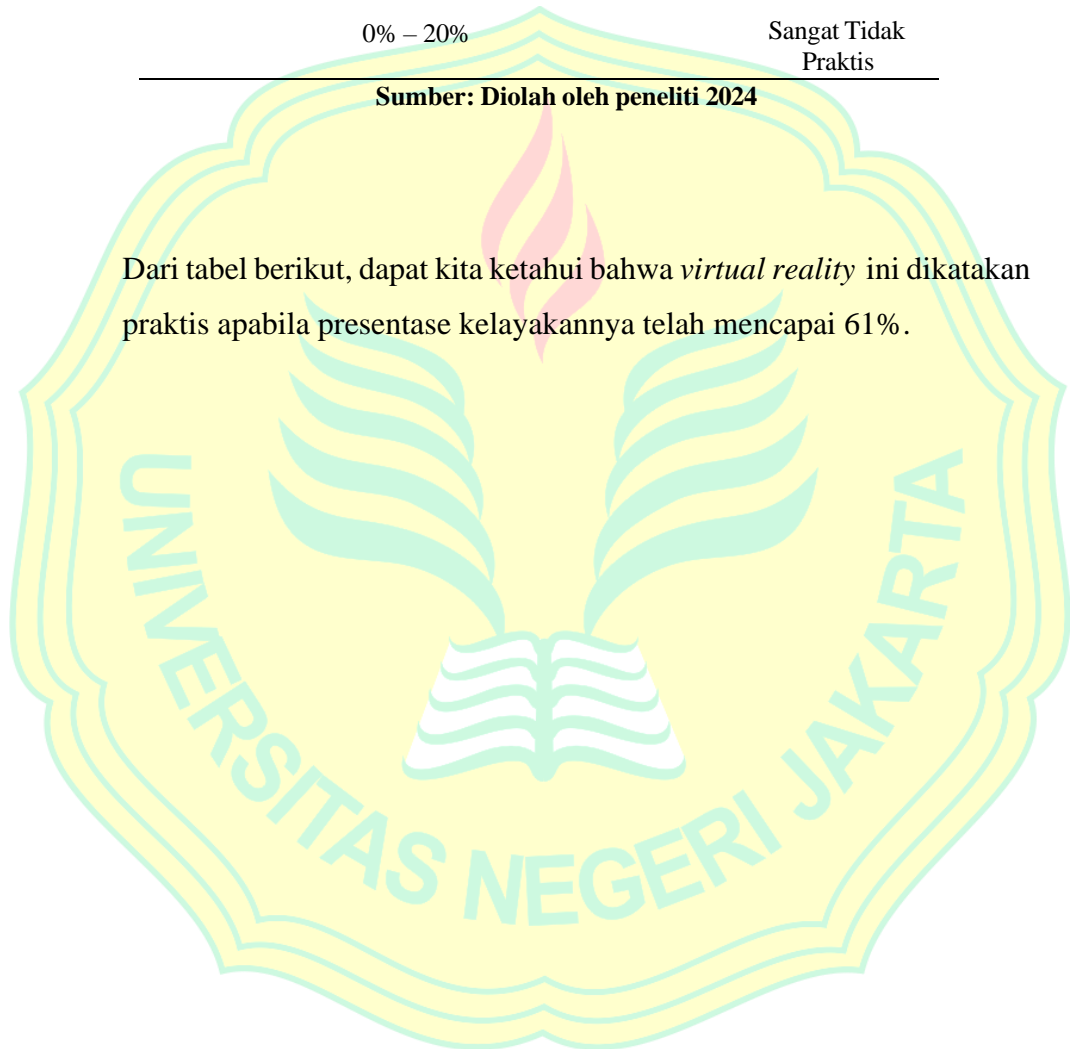 0% – 20% Sangat Tidak
Praktis
Sumber: Diolah oleh peneliti 2024
Dari tabel berikut, dapat kita ketahui bahwa virtual reality ini dikatakan
praktis apabila presentase kelayakannya telah mencapai 61%.
UNIVERSITAS NEGERI JAKARTA